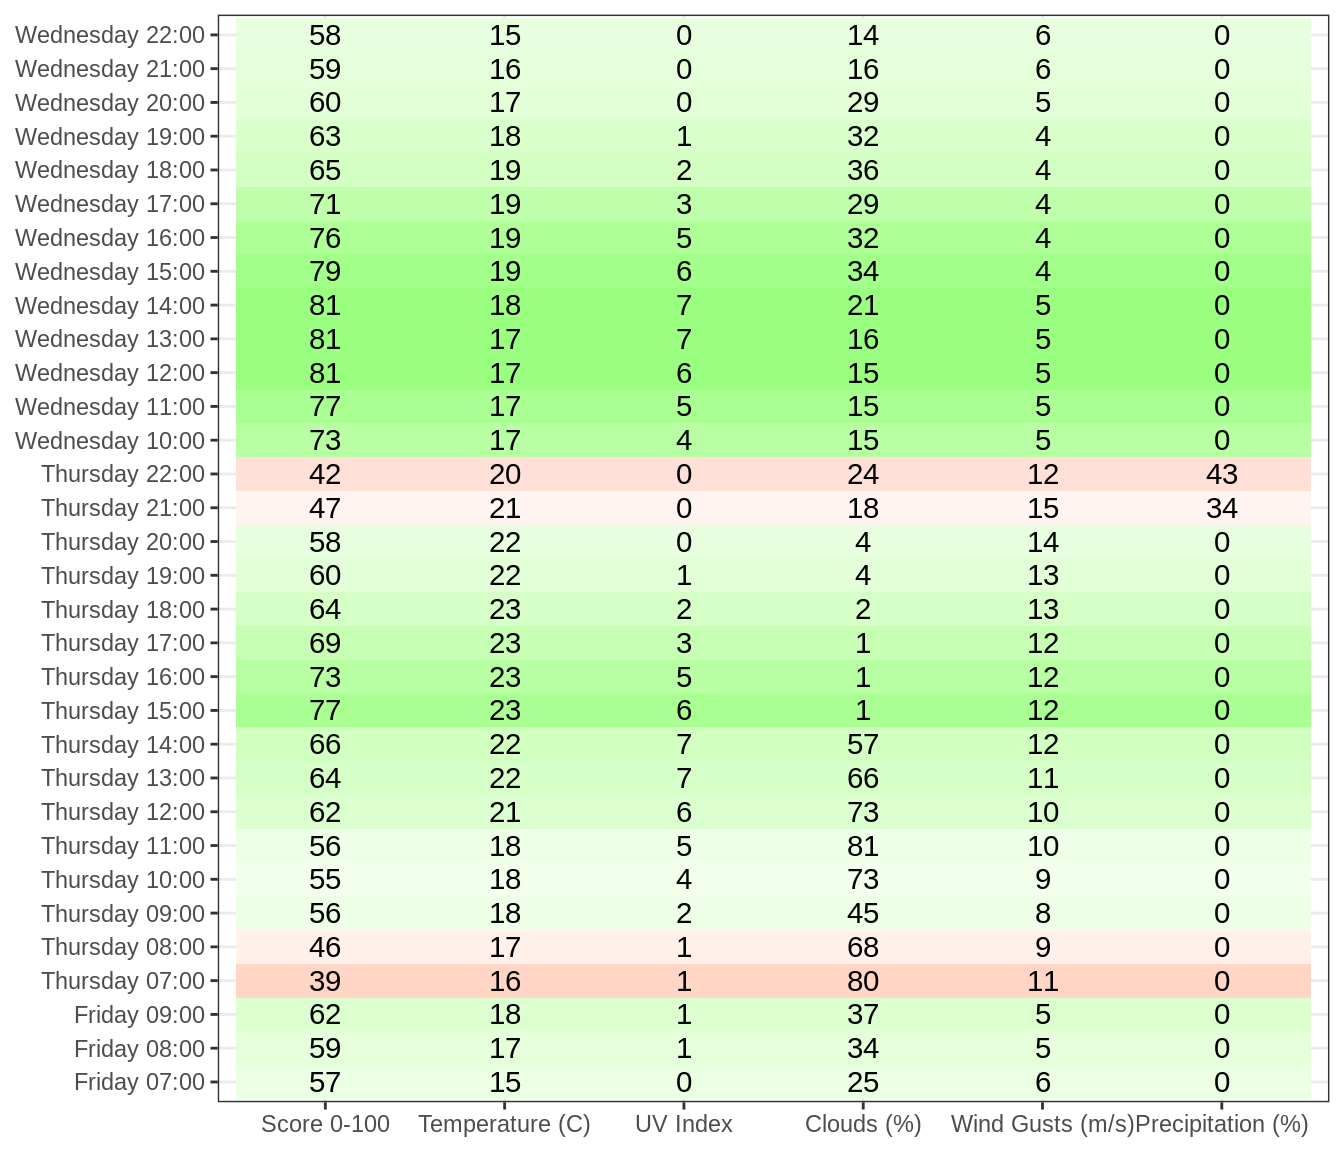 Wednesday 22:00 58 15 0 14 6 0
Wednesday 21:00 59 16 0 16 6 0
Wednesday 20:00 60 17 0 29 5 0
Wednesday 19:00 63 18 1 32 4 0
Wednesday 18:00 65 19 2 36 4 0
Wednesday 17:00 71 19 3 29 4 0
Wednesday 16:00 76 19 5 32 4 0
Wednesday 15:00 79 19 6 34 4 0
Wednesday 14:00 81 18 7 21 5 0
Wednesday 13:00 81 17 7 16 5 0
Wednesday 12:00 81 17 6 15 5 0
Wednesday 11:00 77 17 5 15 5 0
Wednesday 10:00 73 17 4 15 5 0
Thursday 22:00 42 20 0 24 12 43
Thursday 21:00 47 21 0 18 15 34
Thursday 20:00 58 22 0 4 14 0
Thursday 19:00 60 22 1 4 13 0
Thursday 18:00 64 23 2 2 13 0
Thursday 17:00 69 23 3 1 12 0
Thursday 16:00 73 23 5 1 12 0
Thursday 15:00 77 23 6 1 12 0
Thursday 14:00 66 22 7 57 12 0
Thursday 13:00 64 22 7 66 11 0
Thursday 12:00 62 21 6 73 10 0
Thursday 11:00 56 18 5 81 10 0
Thursday 10:00 55 18 4 73 9 0
Thursday 09:00 56 18 2 45 8 0
Thursday 08:00 46 17 1 68 9 0
Thursday 07:00 39 16 1 80 11 0
Friday 09:00 62 18 1 37 5 0
Friday 08:00 59 17 1 34 5 0
Friday 07:00 57 15 0 25 6 0
Score 0-100 Temperature (C) UV Index Clouds (%) Wind Gusts (m/s) Precipitation (%)